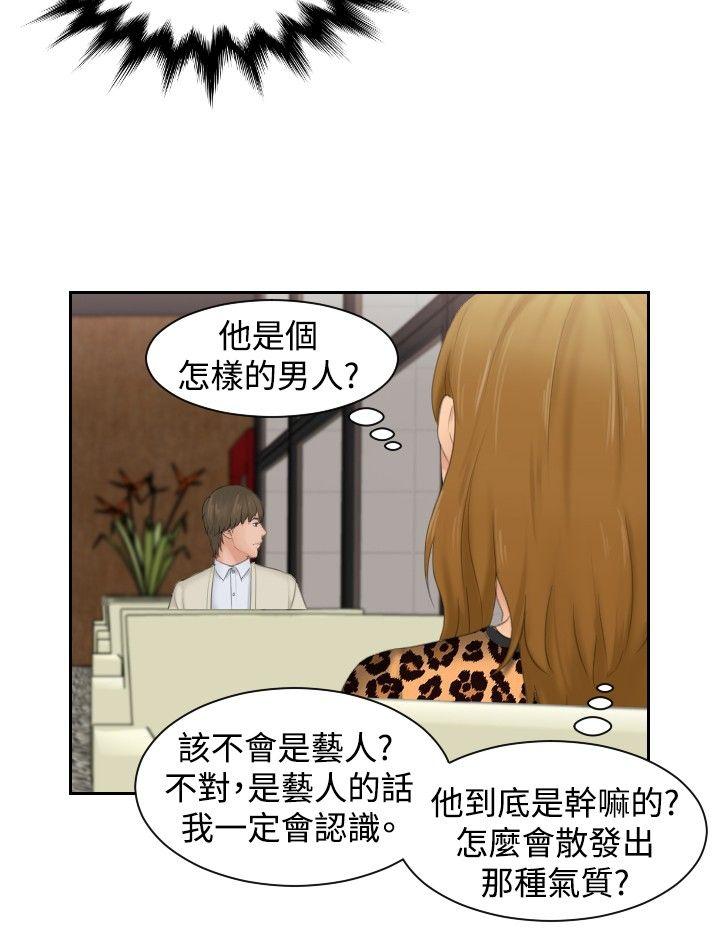 他是個
怎樣的男人?
該不會是藝人?
不對,是藝人的話
我一定會認識。
他到底是幹嘛的?
怎麼會散發出
那種氣質?